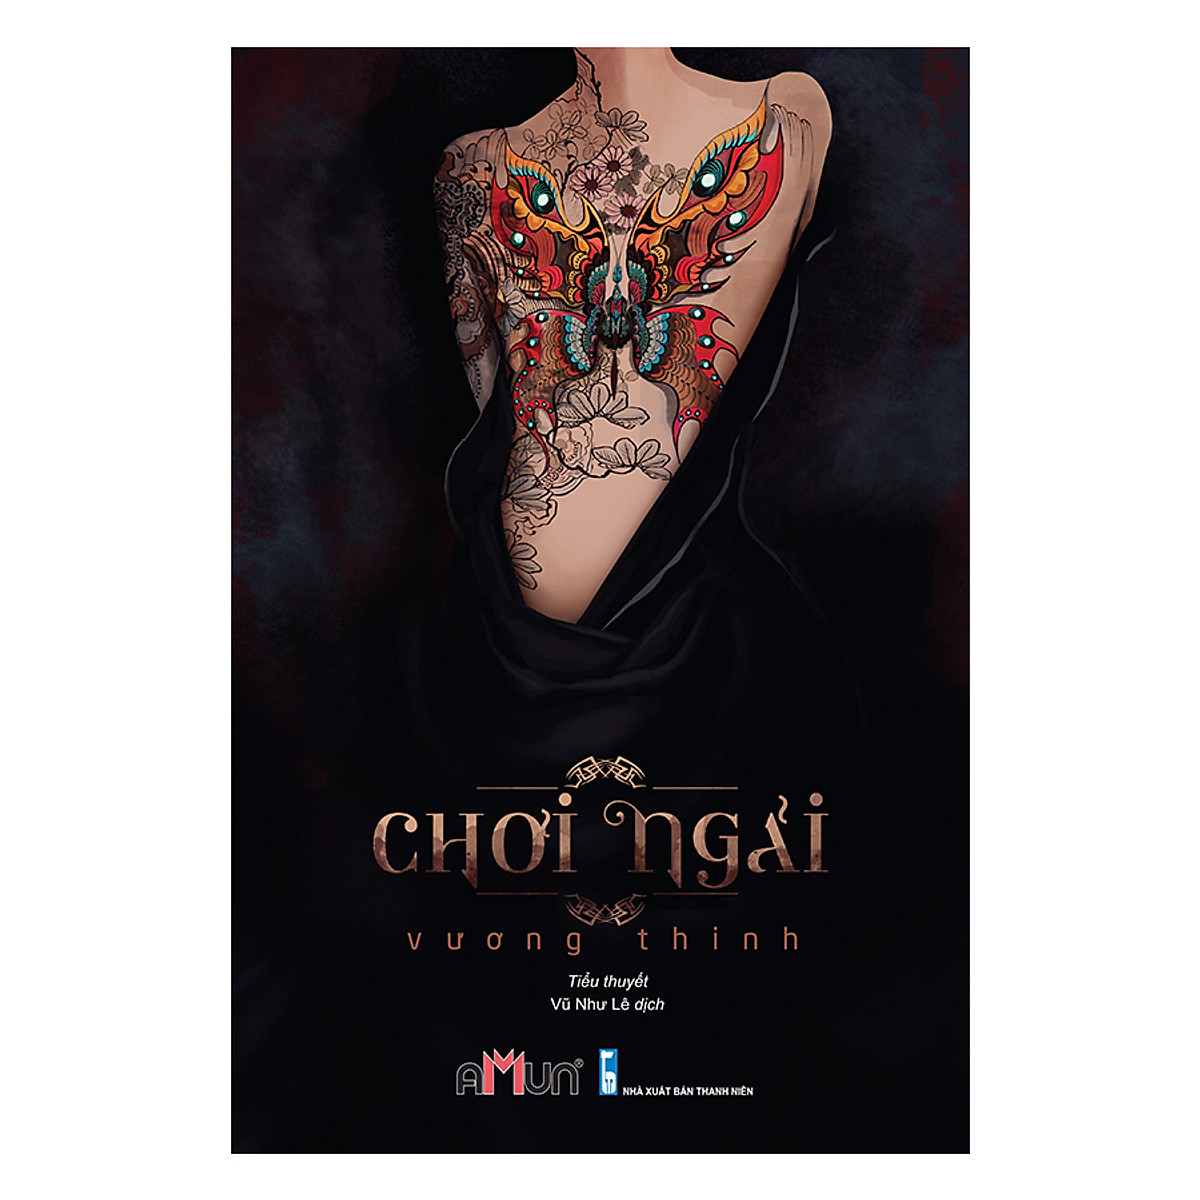 CHƠI NGẢI
vương thinh
Tiểu thuyết
Vũ Như Lê dịch
AMUN®
NHÀ XUẤT BẢN THANH NIÊN